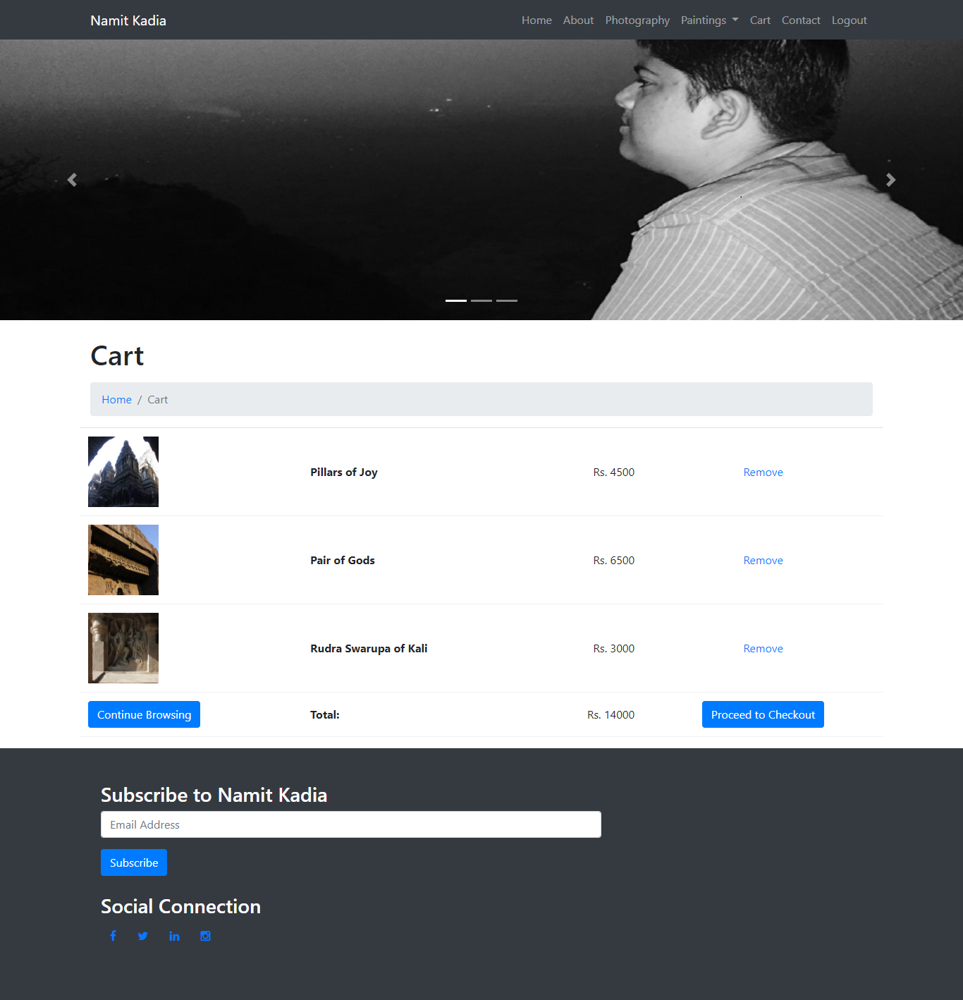 Namit Kadia
Home About Photography Paintings Cart Contact Logout
Cart
Home / Cart
Pillars of Joy Rs. 4500 Remove
Pair of Gods Rs. 6500 Remove
Rudra Swarupa of Kali Rs. 3000 Remove
Continue Browsing Total: Rs. 14000 Proceed to Checkout
Subscribe to Namit Kadia
Email Address
Subscribe
Social Connection